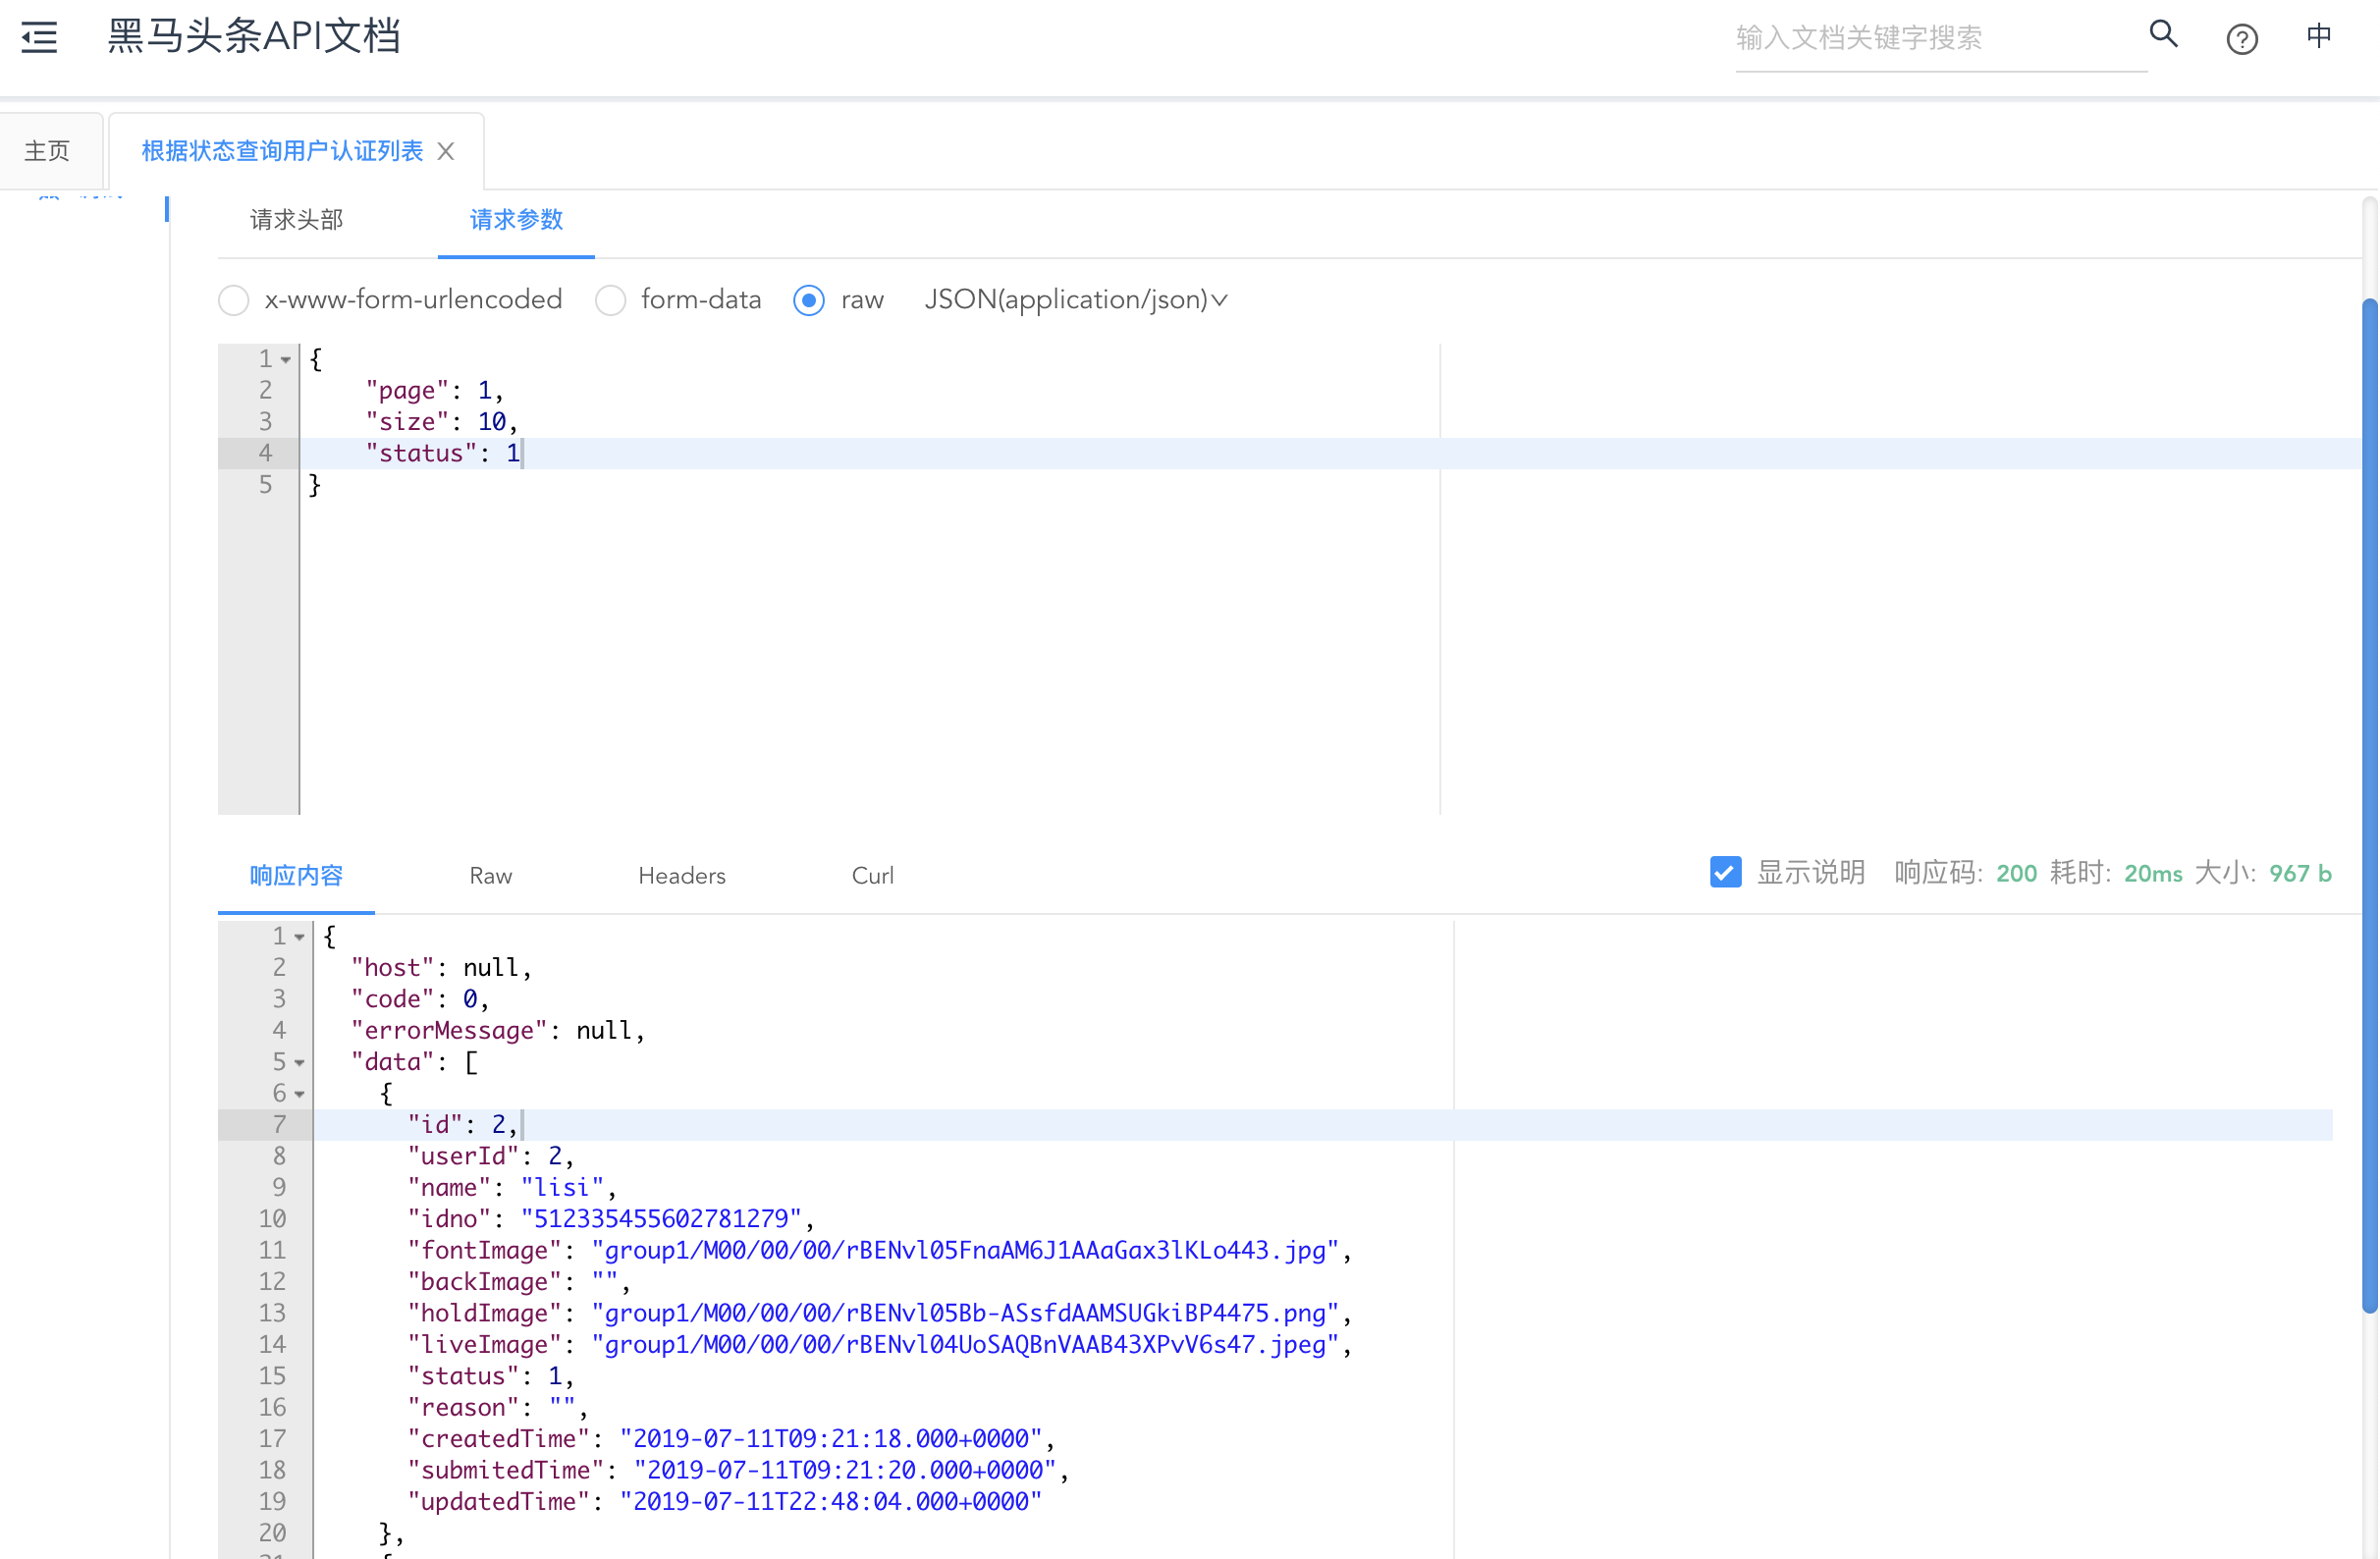 黑马头条API文档
输入文档关键字搜索
中
主页
根据状态查询用户认证列表 X
请求头部 请求参数
x-www-form-urlencoded form-data raw JSON(application/json)
1 {
2 "page": 1,
3 "size": 10,
4 "status": 1
5 }
响应内容 Raw Headers Curl
显示说明 响应码: 200 耗时: 20ms 大小: 967 b
1 {
2 "host": null,
3 "code": 0,
4 "errorMessage": null,
5 "data": [
6 {
7 "id": 2,
8 "userId": 2,
9 "name": "lisi",
10 "idno": "512335455602781279",
11 "fontImage": "group1/M00/00/00/rBENvl05FnaAM6J1AAaGax3lKLo443.jpg",
12 "backImage": "",
13 "holdImage": "group1/M00/00/00/rBENvl05Bb-ASsfdAAMSUGkiBP4475.png",
14 "liveImage": "group1/M00/00/00/rBENvl04UoSAQBnVAAB43XPvV6s47.jpeg",
15 "status": 1,
16 "reason": "",
17 "createdTime": "2019-07-11T09:21:18.000+0000",
18 "submitedTime": "2019-07-11T09:21:20.000+0000",
19 "updatedTime": "2019-07-11T22:48:04.000+0000"
20 },